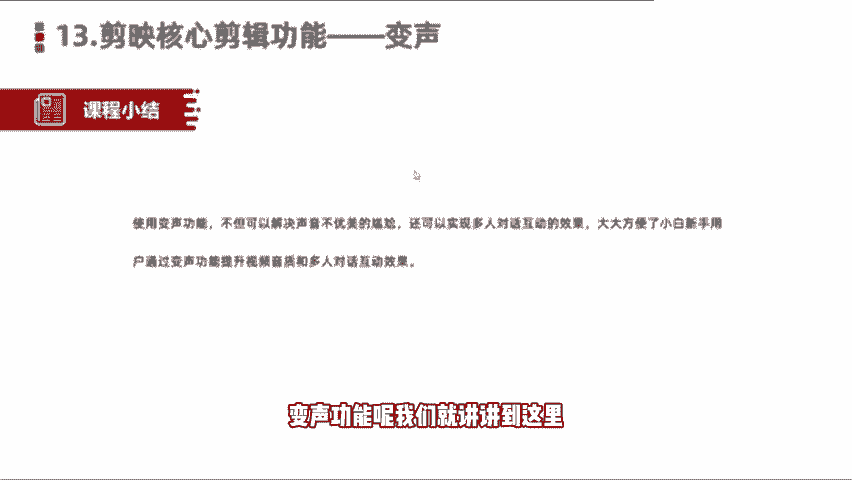 13.剪映核心剪辑功能——变声
课程小结
使用变声功能，不但可以解决声音不优美的尴尬，还可以实现多人对话互动的效果，大大方便了小白新手用
户通过变声功能提升视频音质和多人对话互动效果。
变声功能呢我们就讲讲到这里